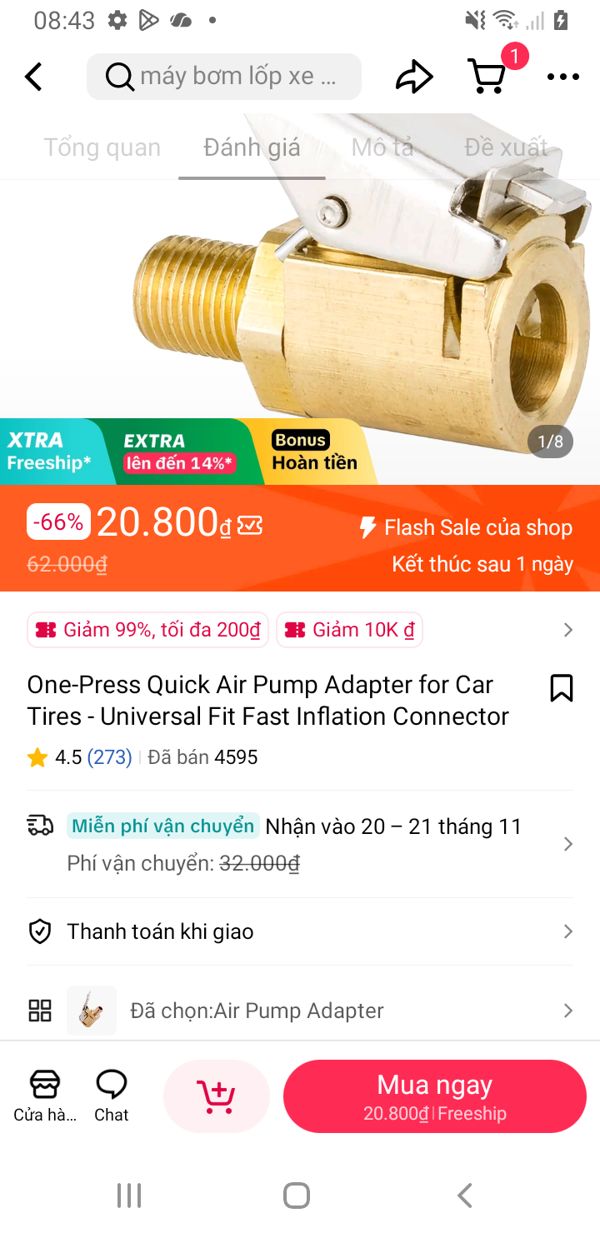 08:43
máy bơm lốp xe ...
1
Tổng quan
Đánh giá
Mô tả
Đề xuất
1/8
XTRA
Freeship*
EXTRA
lên đến 14%*
Bonus
Hoàn tiền
-66% 20.800₫
62.000₫
Flash Sale của shop
Kết thúc sau 1 ngày
Giảm 99%, tối đa 200₫
Giảm 10K ₫
One-Press Quick Air Pump Adapter for Car
Tires - Universal Fit Fast Inflation Connector
4.5 (273) Đã bán 4595
Miễn phí vận chuyển Nhận vào 20 – 21 tháng 11
Phí vận chuyển: 32.000₫
Thanh toán khi giao
Đã chọn:Air Pump Adapter
Cửa hà...
Chat
Mua ngay
20.800₫ | Freeship